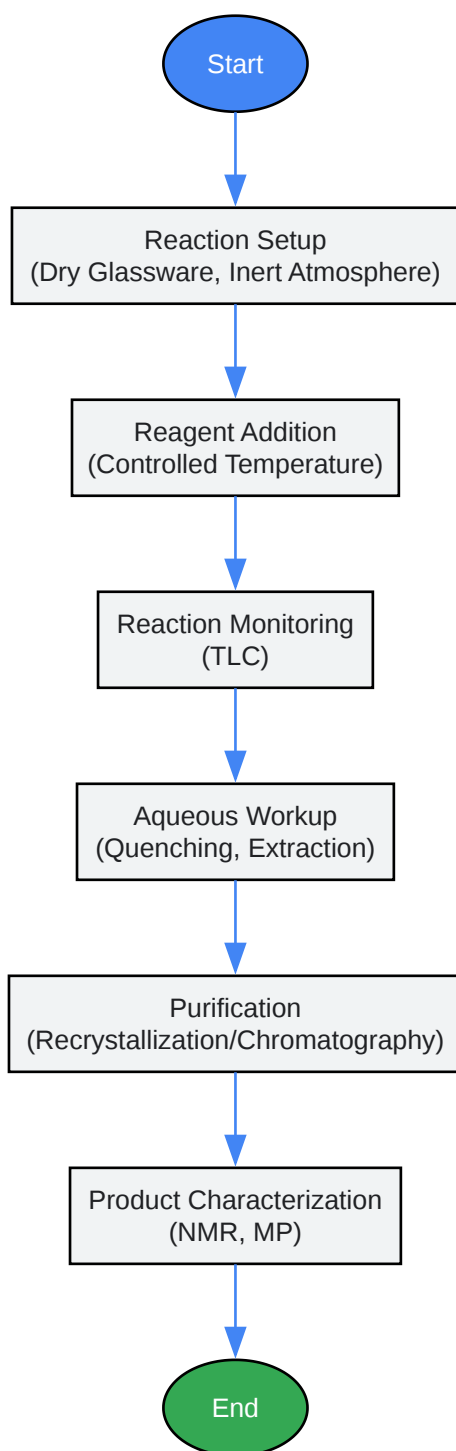 Start
Reaction Setup
(Dry Glassware, Inert Atmosphere)
Reagent Addition
(Controlled Temperature)
Reaction Monitoring
(TLC)
Aqueous Workup
(Quenching, Extraction)
Purification
(Recrystallization/Chromatography)
Product Characterization
(NMR, MP)
End